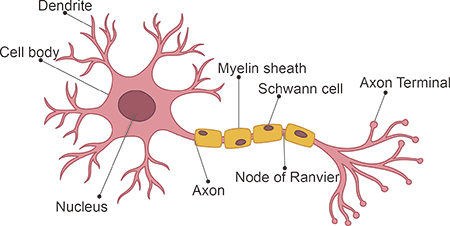 Dendrite
Cell body
Myelin sheath
Schwann cell
Axon Terminal
Axon
Node of Ranvier
Nucleus